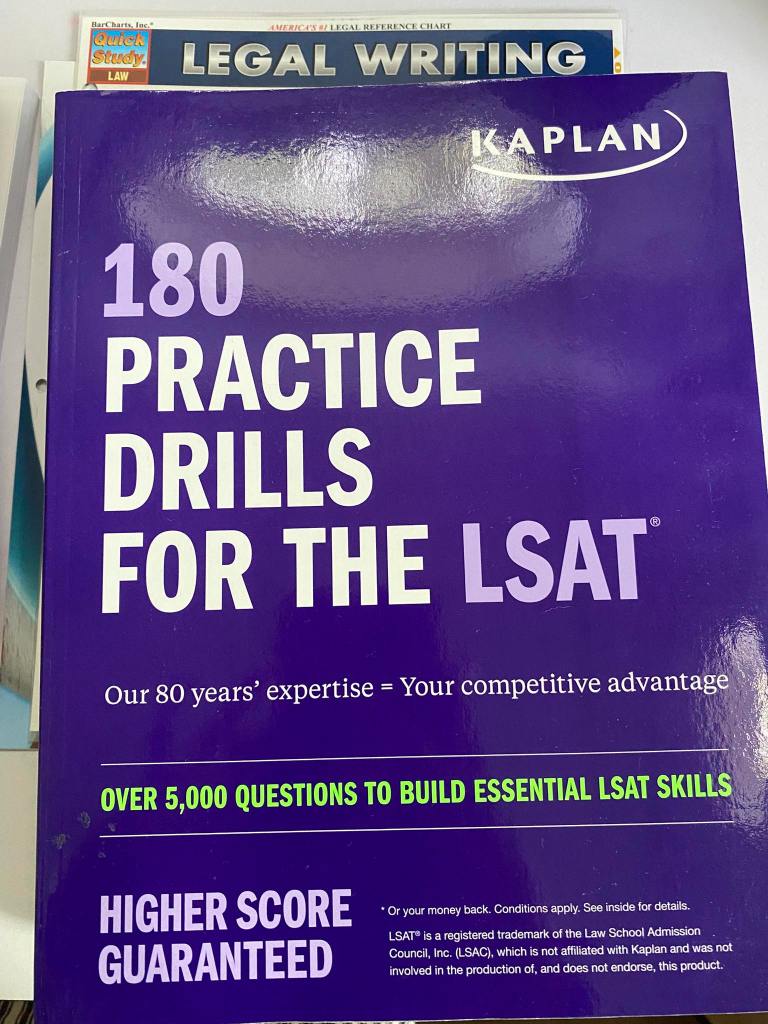 BarCharts, Inc.®
AMERICA'S #1 LEGAL REFERENCE CHART
Quick
Study®
LAW
LEGAL WRITING
KAPLAN
180
PRACTICE
DRILLS
FOR THE LSAT®
Our 80 years' expertise = Your competitive advantage
OVER 5,000 QUESTIONS TO BUILD ESSENTIAL LSAT SKILLS
HIGHER SCORE
GUARANTEED
* Or your money back. Conditions apply. See inside for details.
LSAT® is a registered trademark of the Law School Admission
Council, Inc. (LSAC), which is not affiliated with Kaplan and was not
involved in the production of, and does not endorse, this product.